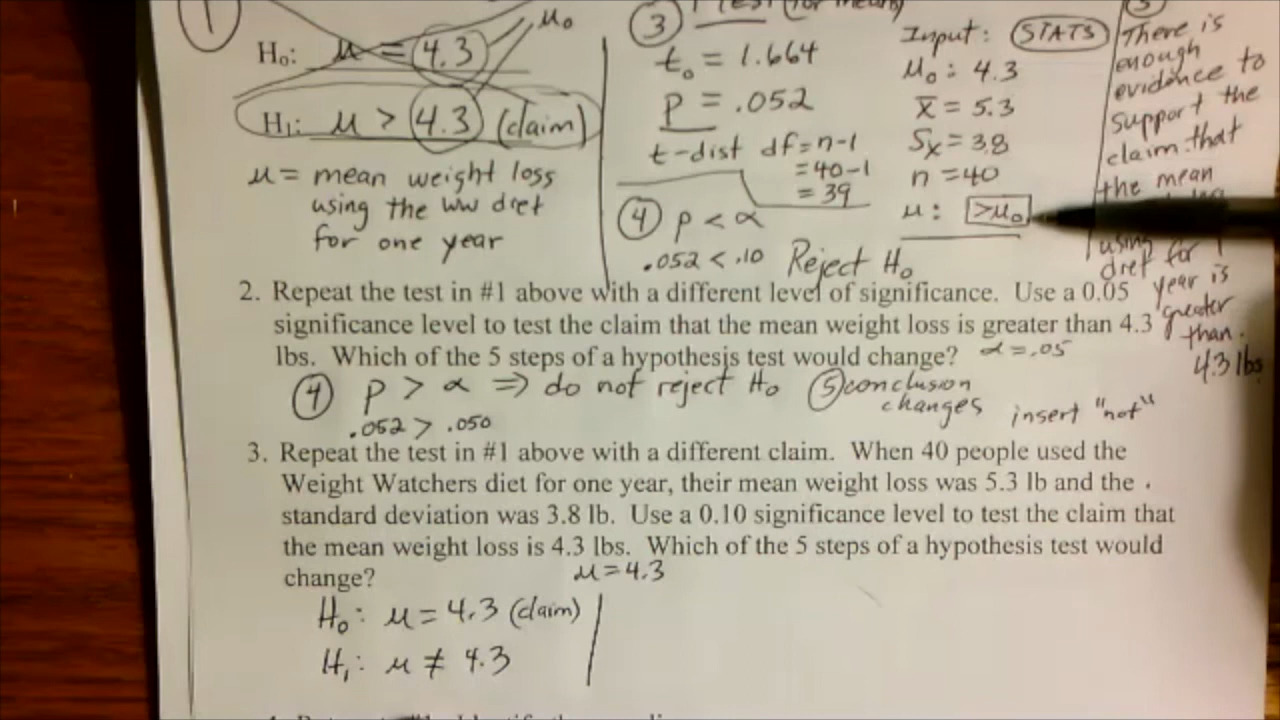 1
μ₀
H₀: μ = 4.3
H₁: μ > 4.3 (claim)
μ = mean weight loss
using the WW diet
for one year
3
t₀ = 1.664
P = .052
t-dist df = n-1
= 40-1
= 39
4 P < α
.052 < .10 Reject H₀
Input: STATS
μ₀: 4.3
x̄ = 5.3
Sx = 3.8
n = 40
μ: >μ₀
There is
enough
evidence to
support the
claim that
the mean
using
diet for 1
year is
greater
than
4.3 lbs
2. Repeat the test in #1 above with a different level of significance. Use a 0.05
significance level to test the claim that the mean weight loss is greater than 4.3
lbs. Which of the 5 steps of a hypothesis test would change? α = .05
4 P > α ⇒ do not reject H₀ 5 conclusion
changes insert "not"
.052 > .050
3. Repeat the test in #1 above with a different claim. When 40 people used the
Weight Watchers diet for one year, their mean weight loss was 5.3 lb and the
standard deviation was 3.8 lb. Use a 0.10 significance level to test the claim that
the mean weight loss is 4.3 lbs. Which of the 5 steps of a hypothesis test would
change? μ = 4.3
H₀: μ = 4.3 (claim)
H₁: μ ≠ 4.3